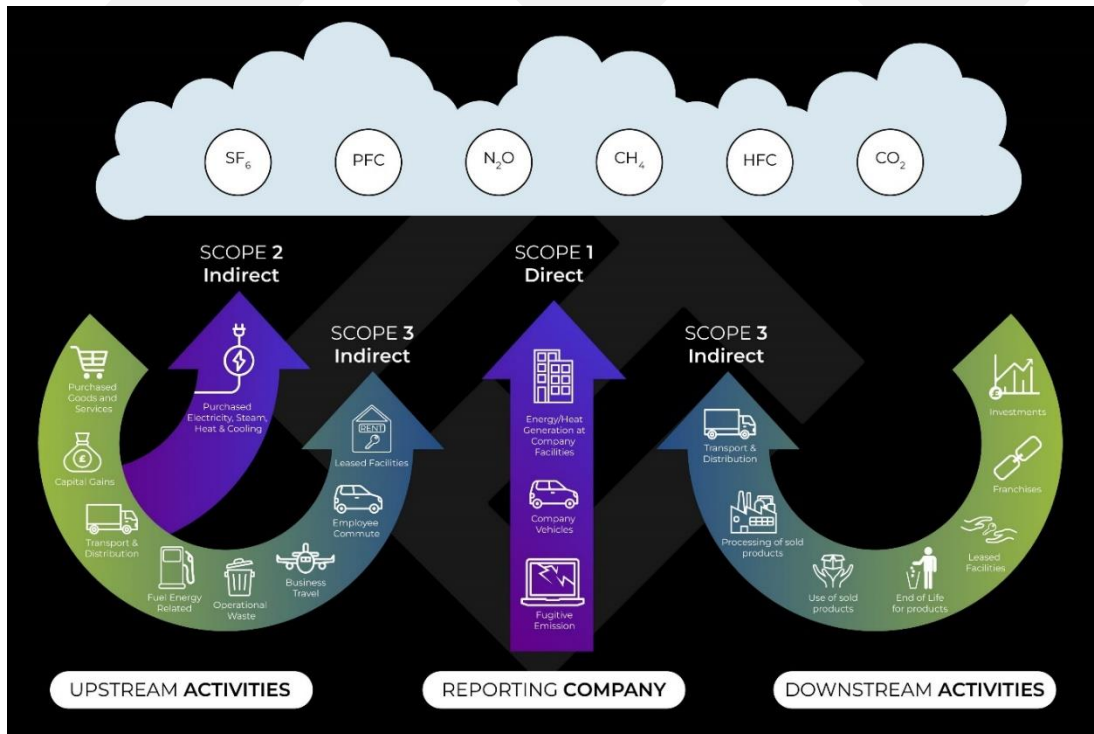 SF6
PFC
N2O
CH4
HFC
CO2
SCOPE 2
Indirect
SCOPE 1
Direct
SCOPE 3
Indirect
SCOPE 3
Indirect
Purchased
Goods and
Services
Capital Gains
Transport &
Distribution
Fuel Energy
Related
Operational
Waste
Business
Travel
Employee
Commute
RENT
Leased Facilities
Purchased
Electricity, Steam,
Heat & Cooling
Energy/Heat
Generation at
Company
Facilities
Company
Vehicles
Fugitive
Emission
Transport &
Distribution
Processing of sold
products
Use of sold
products
End of Life
for products
Leased
Facilities
Franchises
Investments
£
£
UPSTREAM ACTIVITIES
REPORTING COMPANY
DOWNSTREAM ACTIVITIES